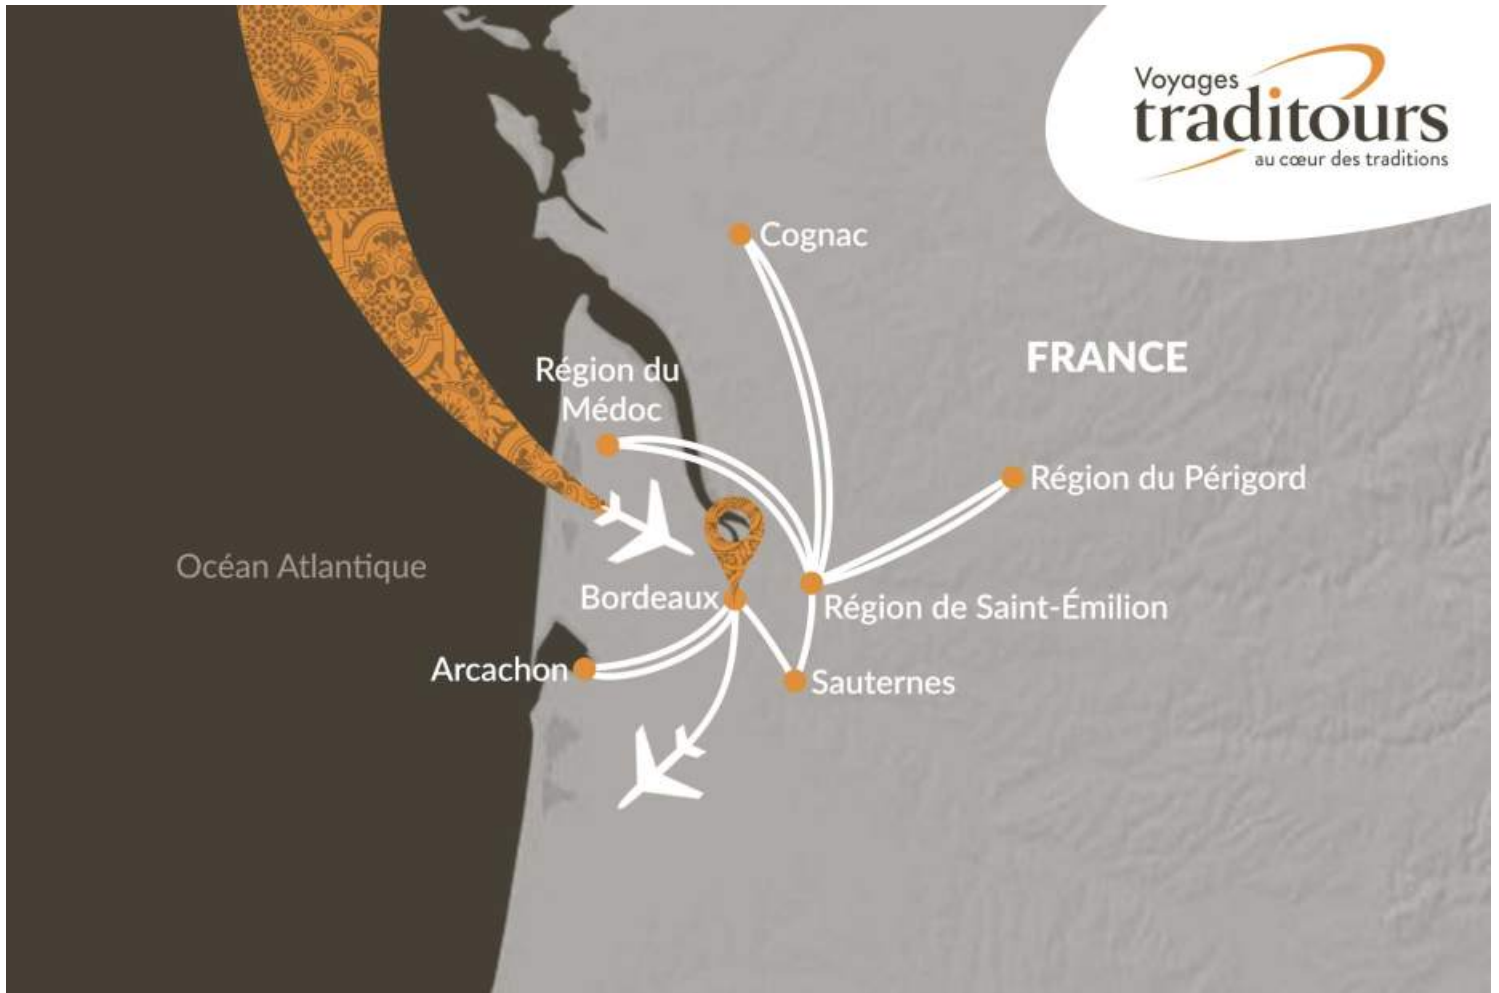 Voyages
traditours
au cœur des traditions
Cognac
FRANCE
Région du
Médoc
Région du Périgord
Océan Atlantique
Bordeaux
Région de Saint-Émilion
Arcachon
Sauternes